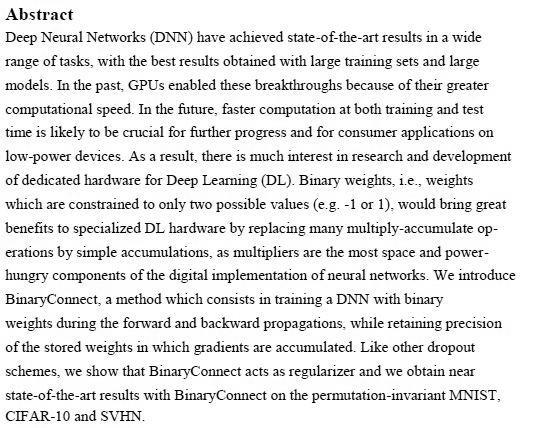 Abstract
Deep Neural Networks (DNN) have achieved state-of-the-art results in a wide
range of tasks, with the best results obtained with large training sets and large
models. In the past, GPUs enabled these breakthroughs because of their greater
computational speed. In the future, faster computation at both training and test
time is likely to be crucial for further progress and for consumer applications on
low-power devices. As a result, there is much interest in research and development
of dedicated hardware for Deep Learning (DL). Binary weights, i.e., weights
which are constrained to only two possible values (e.g. -1 or 1), would bring great
benefits to specialized DL hardware by replacing many multiply-accumulate op-
erations by simple accumulations, as multipliers are the most space and power-
hungry components of the digital implementation of neural networks. We introduce
BinaryConnect, a method which consists in training a DNN with binary
weights during the forward and backward propagations, while retaining precision
of the stored weights in which gradients are accumulated. Like other dropout
schemes, we show that BinaryConnect acts as regularizer and we obtain near
state-of-the-art results with BinaryConnect on the permutation-invariant MNIST,
CIFAR-10 and SVHN.